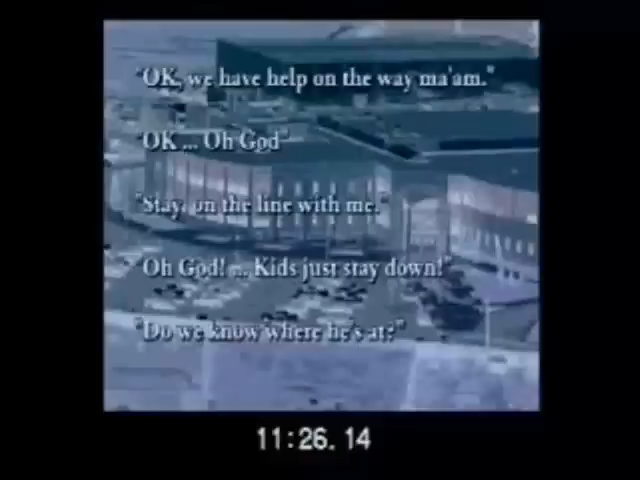 "OK, we have help on the way ma'am."
"OK ... Oh God"
"Stay, on the line with me."
"Oh God! ... Kids just stay down!"
"Do we know where he's at?"
11:26.14